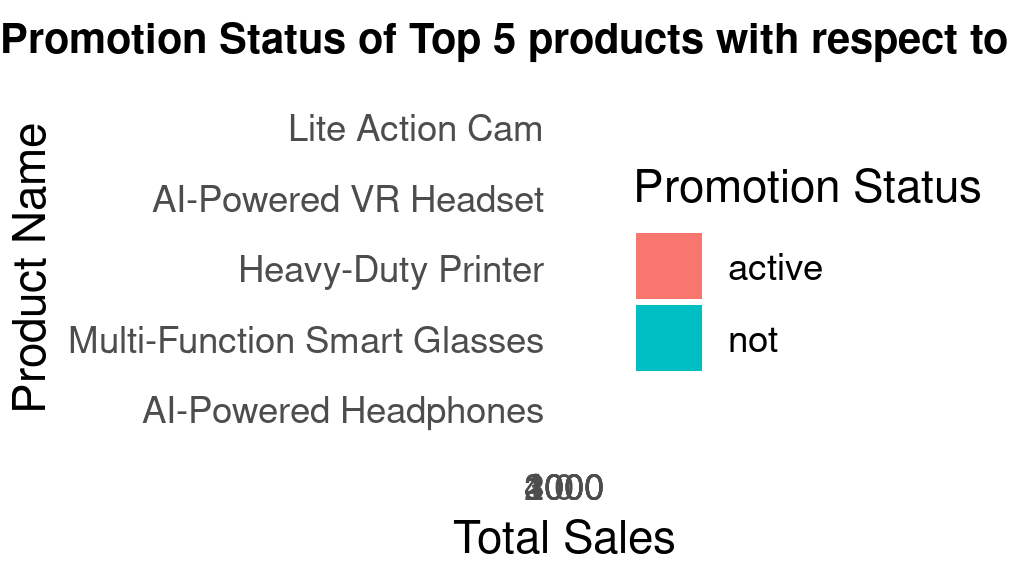 Promotion Status of Top 5 products with respect to
Product Name
Lite Action Cam
AI-Powered VR Headset
Heavy-Duty Printer
Multi-Function Smart Glasses
AI-Powered Headphones
Promotion Status
active
not
Total Sales